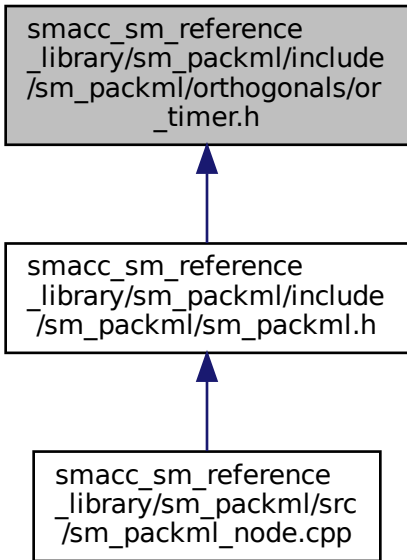 smacc_sm_reference
_library/sm_packml/include
/sm_packml/orthogonals/or
_timer.h
smacc_sm_reference
_library/sm_packml/include
/sm_packml/sm_packml.h
smacc_sm_reference
_library/sm_packml/src
/sm_packml_node.cpp